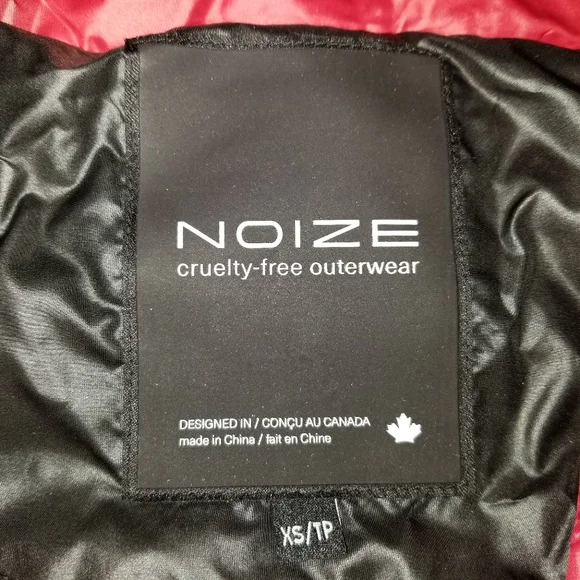 NOIZE
cruelty-free outerwear
DESIGNED IN / CONÇU AU CANADA
made in China / fait en Chine
XS/TP